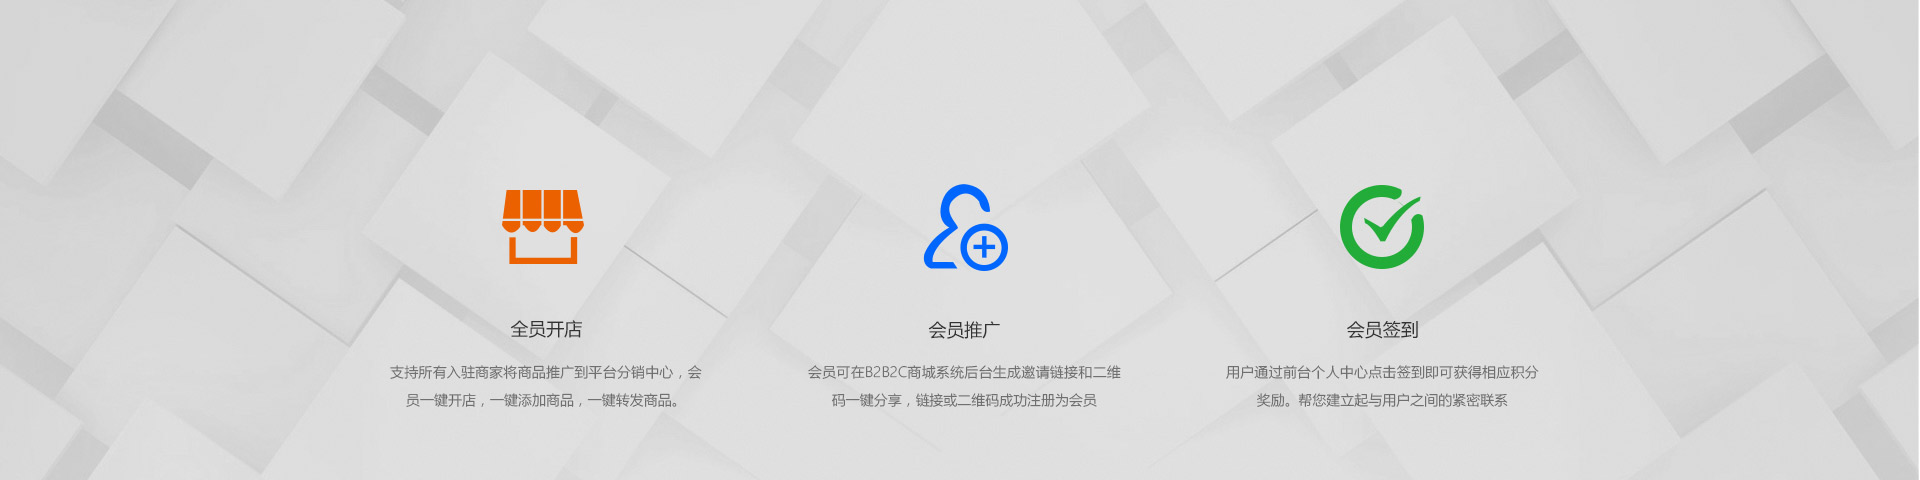 全员开店
支持所有入驻商家将商品推广到平台分销中心，会
员一键开店，一键添加商品，一键转发商品。
会员推广
会员可在B2B2C商城系统后台生成邀请链接和二维
码一键分享，链接或二维码成功注册为会员
会员签到
用户通过前台个人中心点击签到即可获得相应积分
奖励。帮您建立起与用户之间的紧密联系